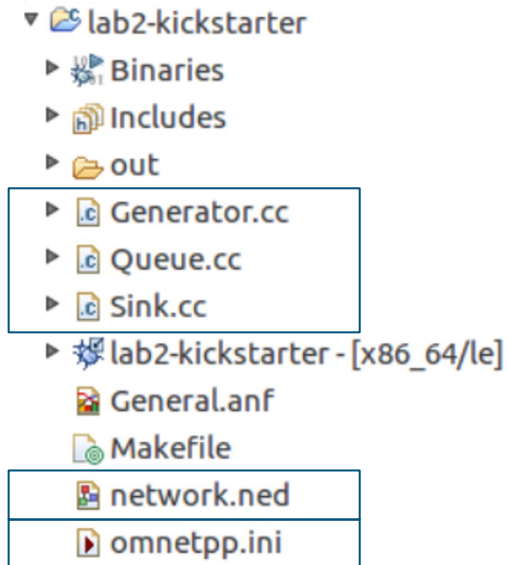 lab2-kickstarter
Binaries
Includes
out
Generator.cc
Queue.cc
Sink.cc
lab2-kickstarter - [x86_64/le]
General.anf
Makefile
network.ned
omnetpp.ini